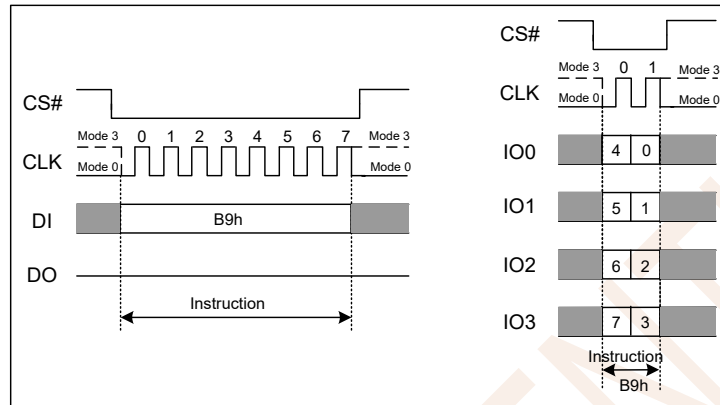 CS#
Mode 3 0 1 2 3 4 5 6 7 Mode 3
CLK Mode 0 Mode 0
DI B9h
DO
Instruction
CS#
Mode 3 0 1 Mode 3
CLK Mode 0 Mode 0
IO0 4 0
IO1 5 1
IO2 6 2
IO3 7 3
Instruction
B9h